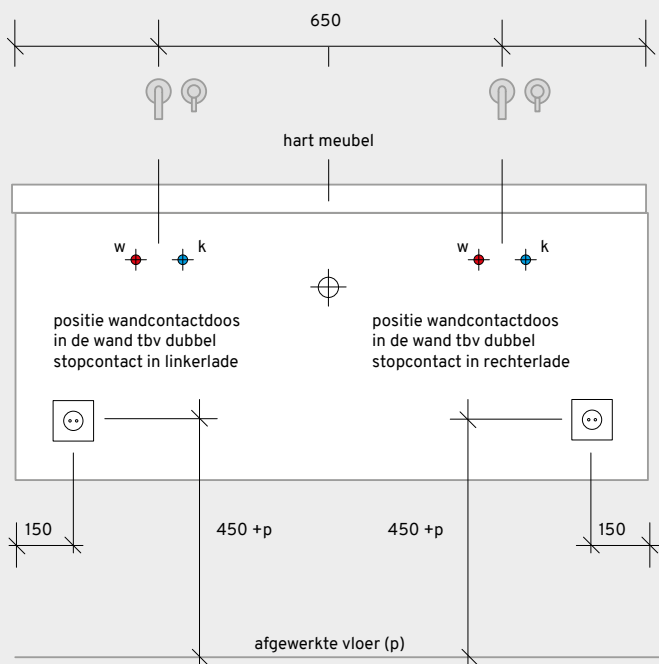 650
hart meubel
w k w k
positie wandcontactdoos
in de wand tbv dubbel
stopcontact in linkerlade
positie wandcontactdoos
in de wand tbv dubbel
stopcontact in rechterlade
150 450 +p 450 +p 150
afgewerkte vloer (p)